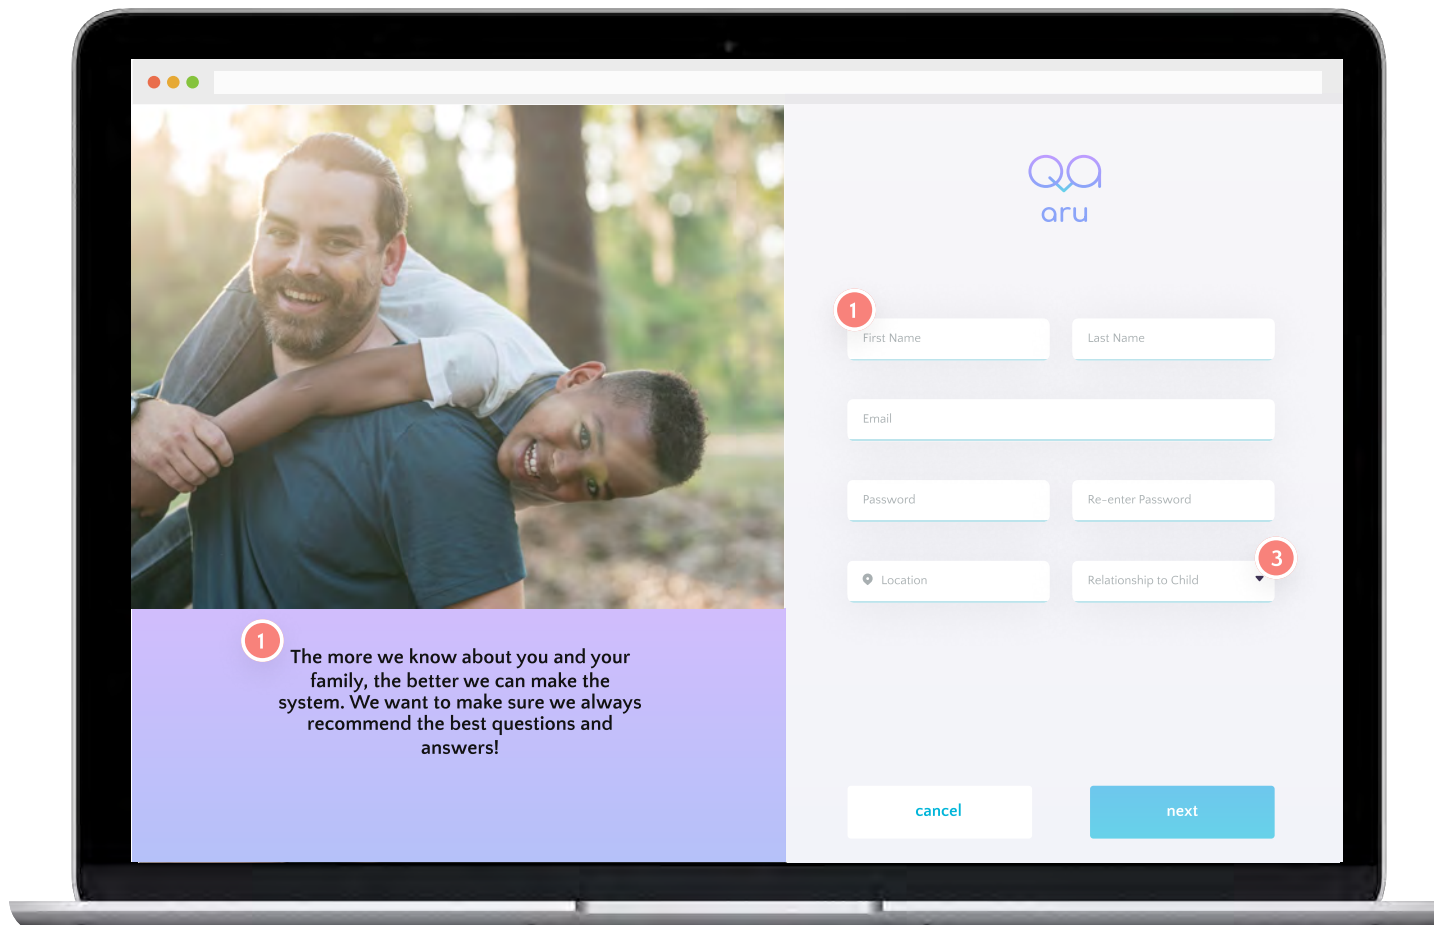 QA
aru
1
First Name
Last Name
Email
Password
Re-enter Password
Location
3
Relationship to Child
1
The more we know about you and your
family, the better we can make the
system. We want to make sure we always
recommend the best questions and
answers!
cancel
next